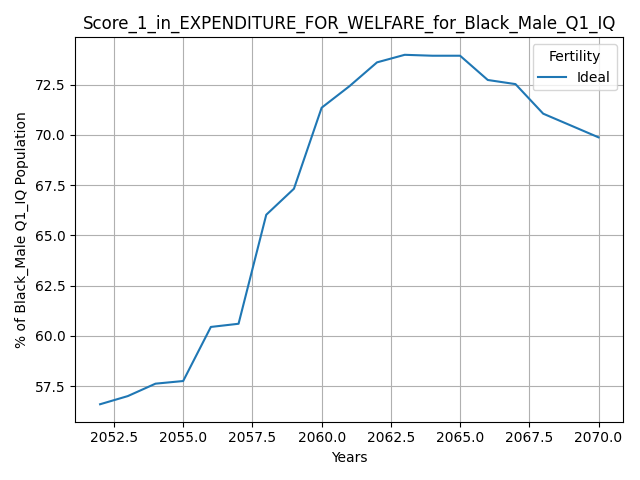 Score_1_in_EXPENDITURE_FOR_WELFARE_for_Black_Male_Q1_IQ
Fertility
Ideal
% of Black_Male Q1_IQ Population
72.5
70.0
67.5
65.0
62.5
60.0
57.5
2052.5 2055.0 2057.5 2060.0 2062.5 2065.0 2067.5 2070.0
Years